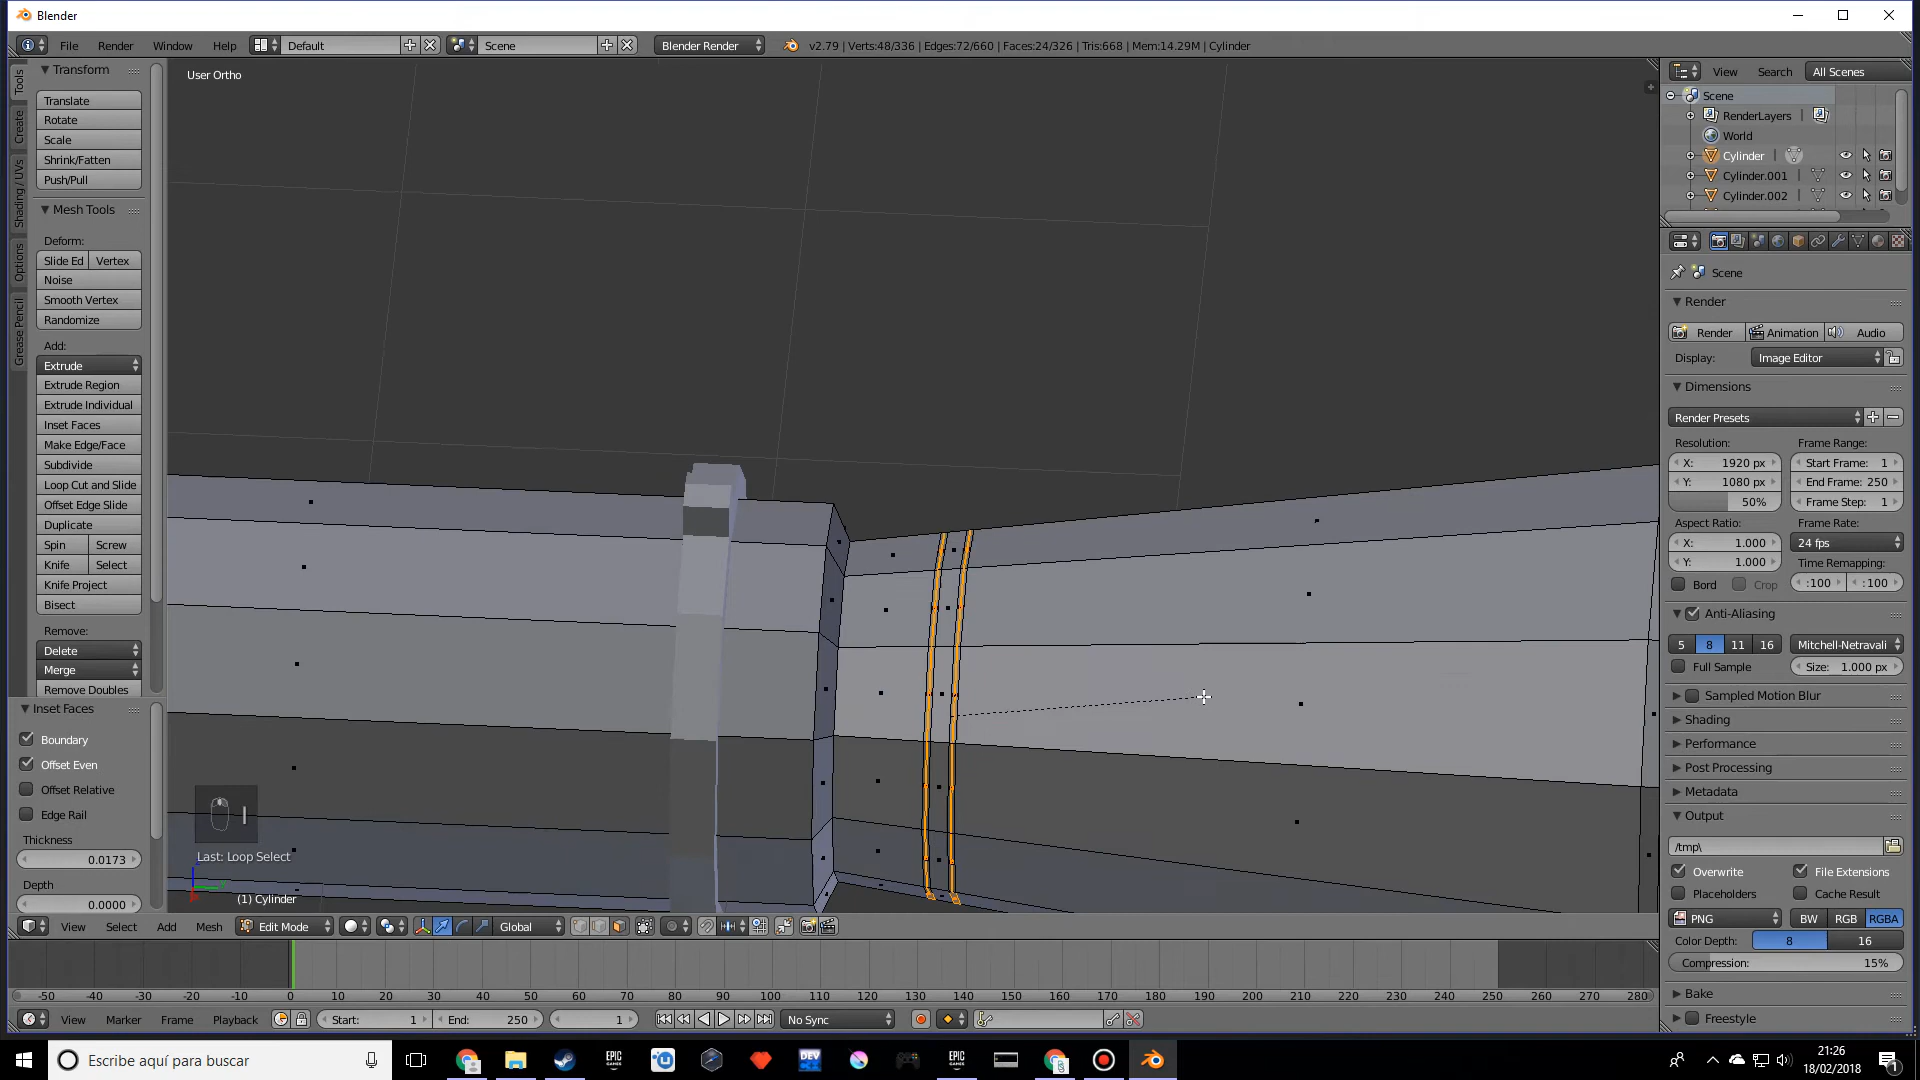 Blender
File Render Window Help Default Scene Blender Render v2.79 | Verts:48/336 | Edges:72/660 | Faces:24/326 | Tris:668 | Mem:14.29M | Cylinder
Tools
Create
Shading / UVs
Options
Grease Pencil
Transform
Translate
Rotate
Scale
Shrink/Fatten
Push/Pull
Mesh Tools
Deform:
Slide Ed Vertex
Noise
Smooth Vertex
Randomize
Add:
Extrude
Extrude Region
Extrude Individual
Inset Faces
Make Edge/Face
Subdivide
Loop Cut and Slide
Offset Edge Slide
Duplicate
Spin Screw
Knife Select
Knife Project
Bisect
Remove:
Delete
Merge
Remove Doubles
Inset Faces
Boundary
Offset Even
Offset Relative
Edge Rail
Thickness
0.0173
Depth
0.0000
User Ortho
I
Last: Loop Select
(1) Cylinder
View Select Add Mesh Edit Mode Global
-50 -40 -30 -20 -10 0 10 20 30 40 50 60 70 80 90 100 110 120 130 140 150 160 170 180 190 200 210 220 230 240 250 260 270 280
View Marker Frame Playback Start: 1 End: 250 1 No Sync
View Search All Scenes
Scene
RenderLayers |
World
Cylinder |
Cylinder.001 |
Cylinder.002 |
Scene
Render
Render Animation Audio
Display: Image Editor
Dimensions
Render Presets
Resolution: Frame Range:
X: 1920 px Start Frame: 1
Y: 1080 px End Frame: 250
50% Frame Step: 1
Aspect Ratio: Frame Rate:
X: 1.000 24 fps
Y: 1.000 Time Remapping:
Bord Crop :100 :100
Anti-Aliasing
5 8 11 16 Mitchell-Netravali
Full Sample Size: 1.000 px
Sampled Motion Blur
Shading
Performance
Post Processing
Metadata
Output
/tmp\
Overwrite File Extensions
Placeholders Cache Result
PNG BW RGB RGBA
Color Depth: 8 16
Compression: 15%
Bake
Freestyle
Escribe aquí para buscar
EPIC GAMES
DEV
EPIC GAMES
21:26
18/02/2018
1